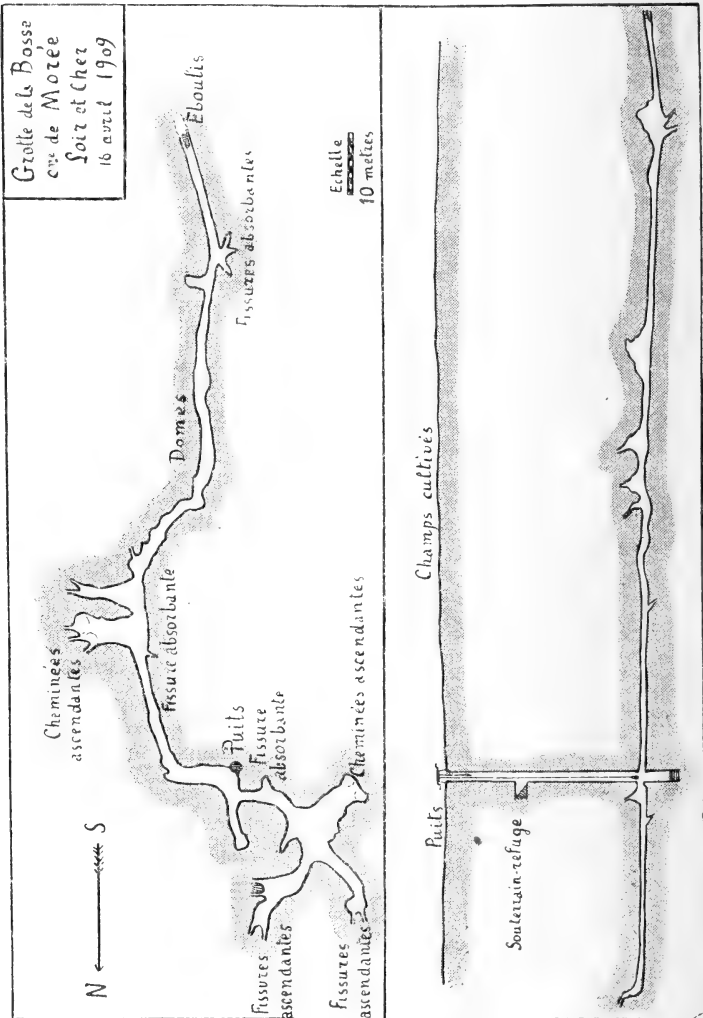 Grotte de la Bosse
cne de Morée
Loir et Cher
16 avril 1909
Eboulis
Fissures absorbantes
Echelle
10 metres
Domes
Cheminées
ascendantes
Fissure absorbante
Puits
Fissure
absorbante
Cheminées ascendantes
N
S
Fissures
ascendantes
Fissures
ascendantes
Champs cultivés
Puits
Souterrain-refuge